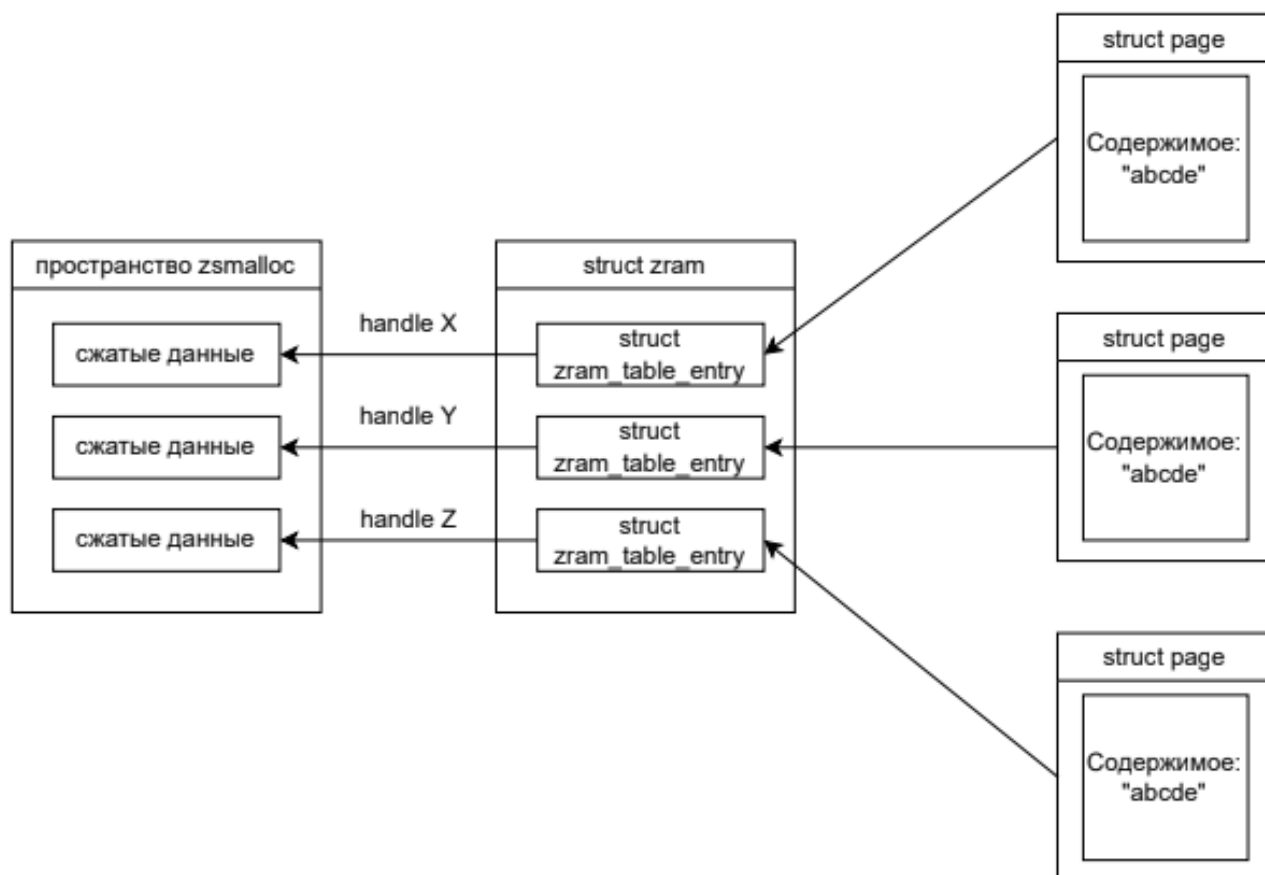 пространство zsmalloc
сжатые данные
сжатые данные
сжатые данные
handle X
handle Y
handle Z
struct zram
struct
zram_table_entry
struct
zram_table_entry
struct
zram_table_entry
struct page
Содержимое:
"abcde"
struct page
Содержимое:
"abcde"
struct page
Содержимое:
"abcde"